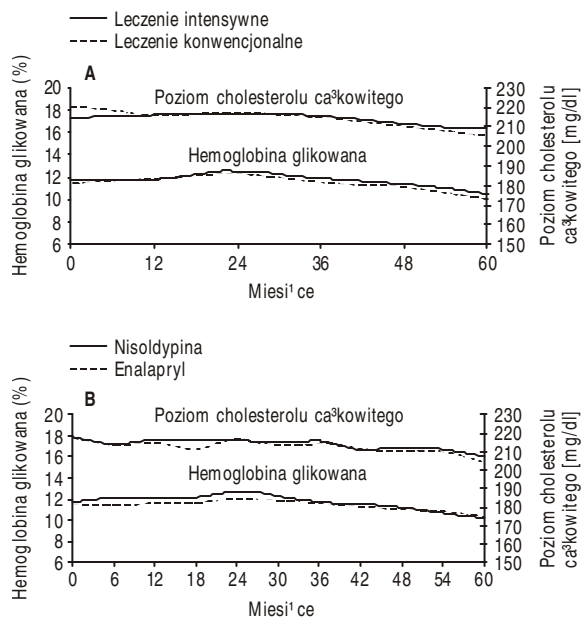 Leczenie intensywne
Leczenie konwencjonalne
A
Hemoglobina glikowana (%)
20
18
16
14
12
10
8
6
Poziom cholesterolu ca³kowitego
Hemoglobina glikowana
230
220
210
200
190
180
170
160
150
Poziom cholesterolu
ca³kowitego [mg/dl]
0 12 24 36 48 60
Miesi¹ ce
Nisoldypina
Enalapryl
B
Hemoglobina glikowana (%)
20
18
16
14
12
10
8
6
Poziom cholesterolu ca³kowitego
Hemoglobina glikowana
230
220
210
200
190
180
170
160
150
Poziom cholesterolu
ca³kowitego [mg/dl]
0 6 12 18 24 30 36 42 48 54 60
Miesi¹ ce